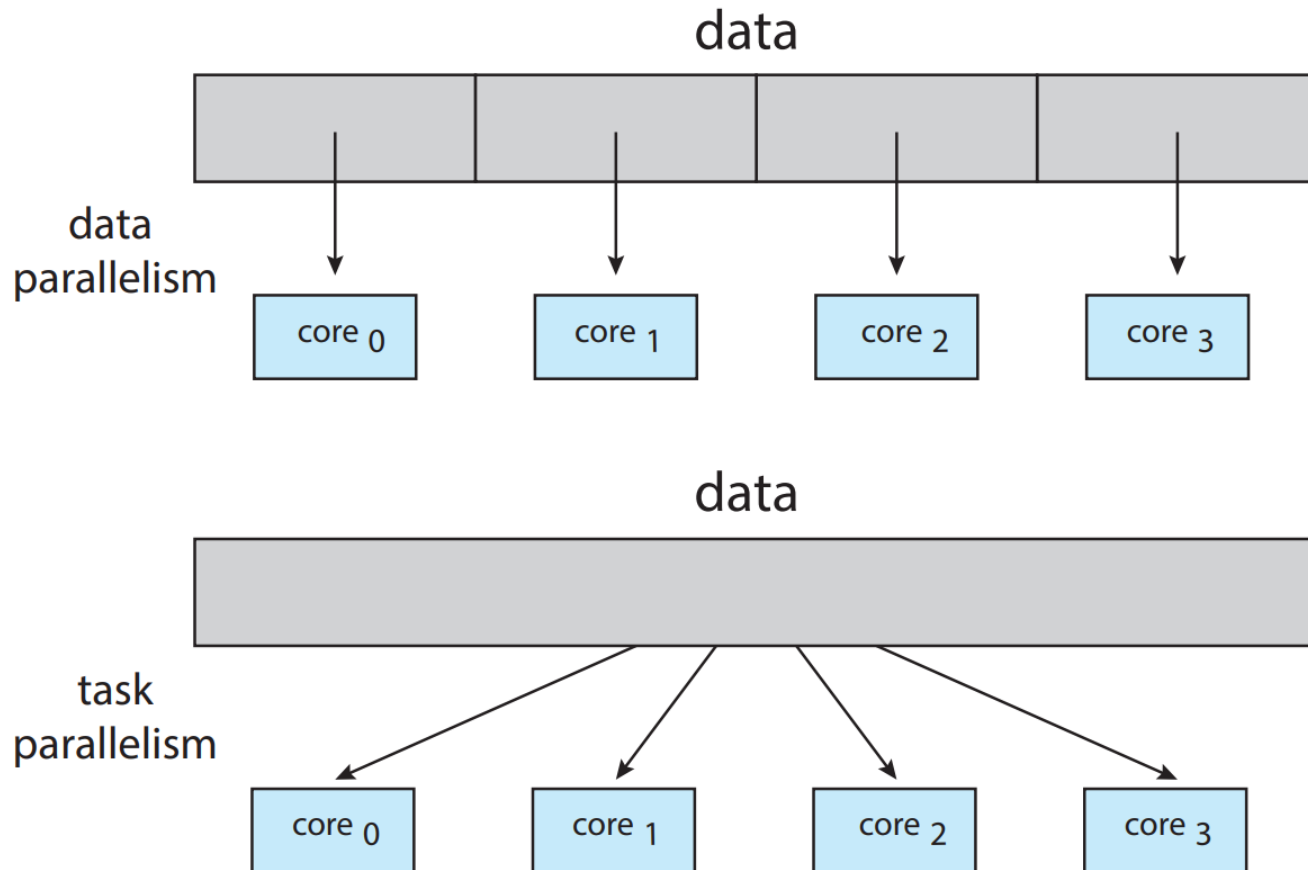 data
data
parallelism
core 0
core 1
core 2
core 3
data
task
parallelism
core 0
core 1
core 2
core 3